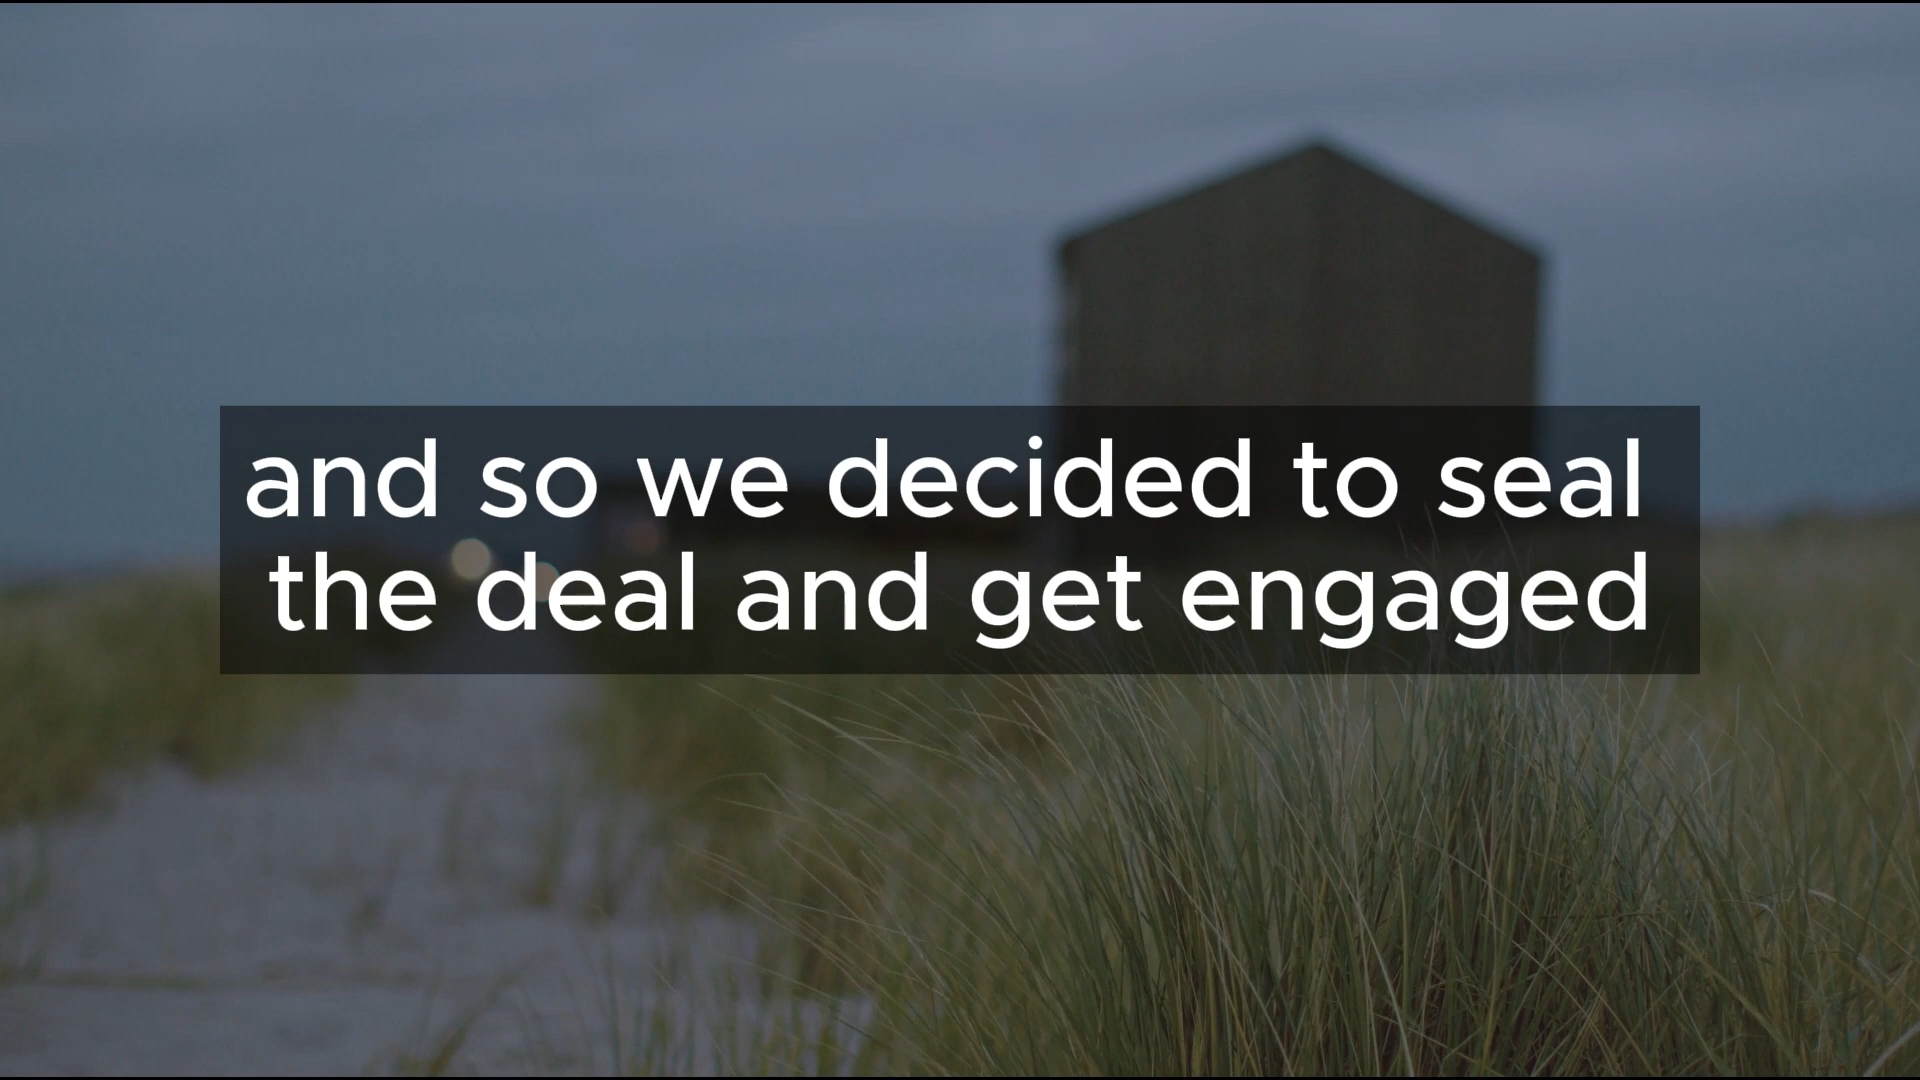 and so we decided to seal
the deal and get engaged